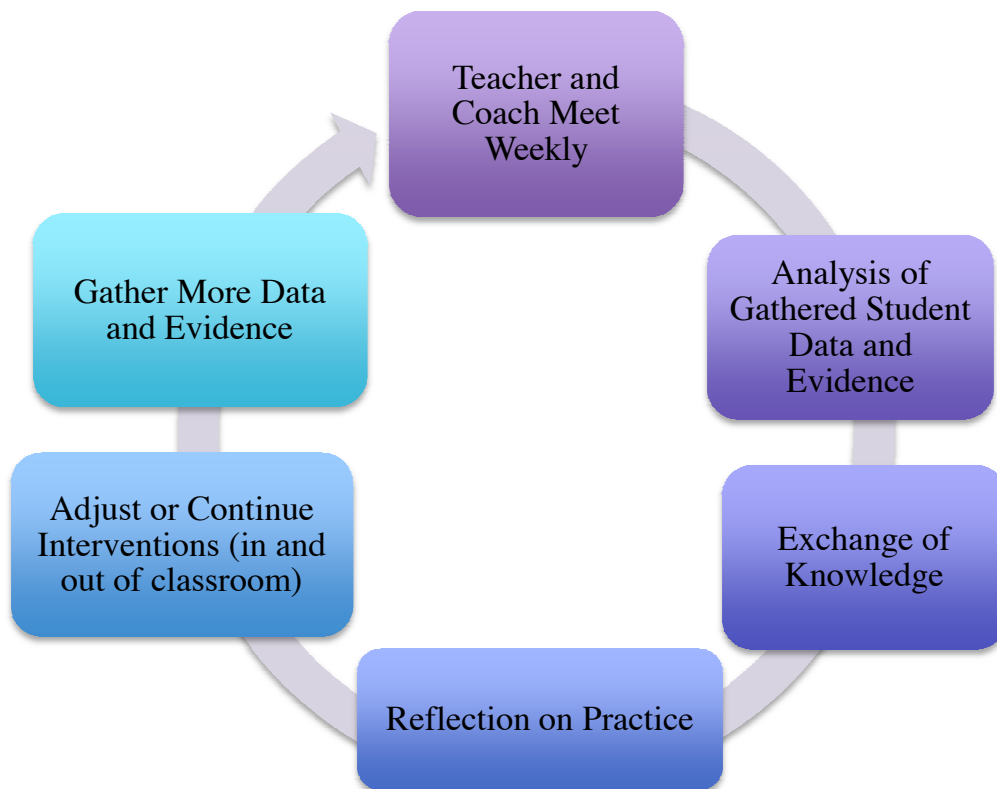 Teacher and
Coach Meet
Weekly
Analysis of
Gathered Student
Data and
Evidence
Exchange of
Knowledge
Reflection on Practice
Adjust or Continue
Interventions (in and
out of classroom)
Gather More Data
and Evidence